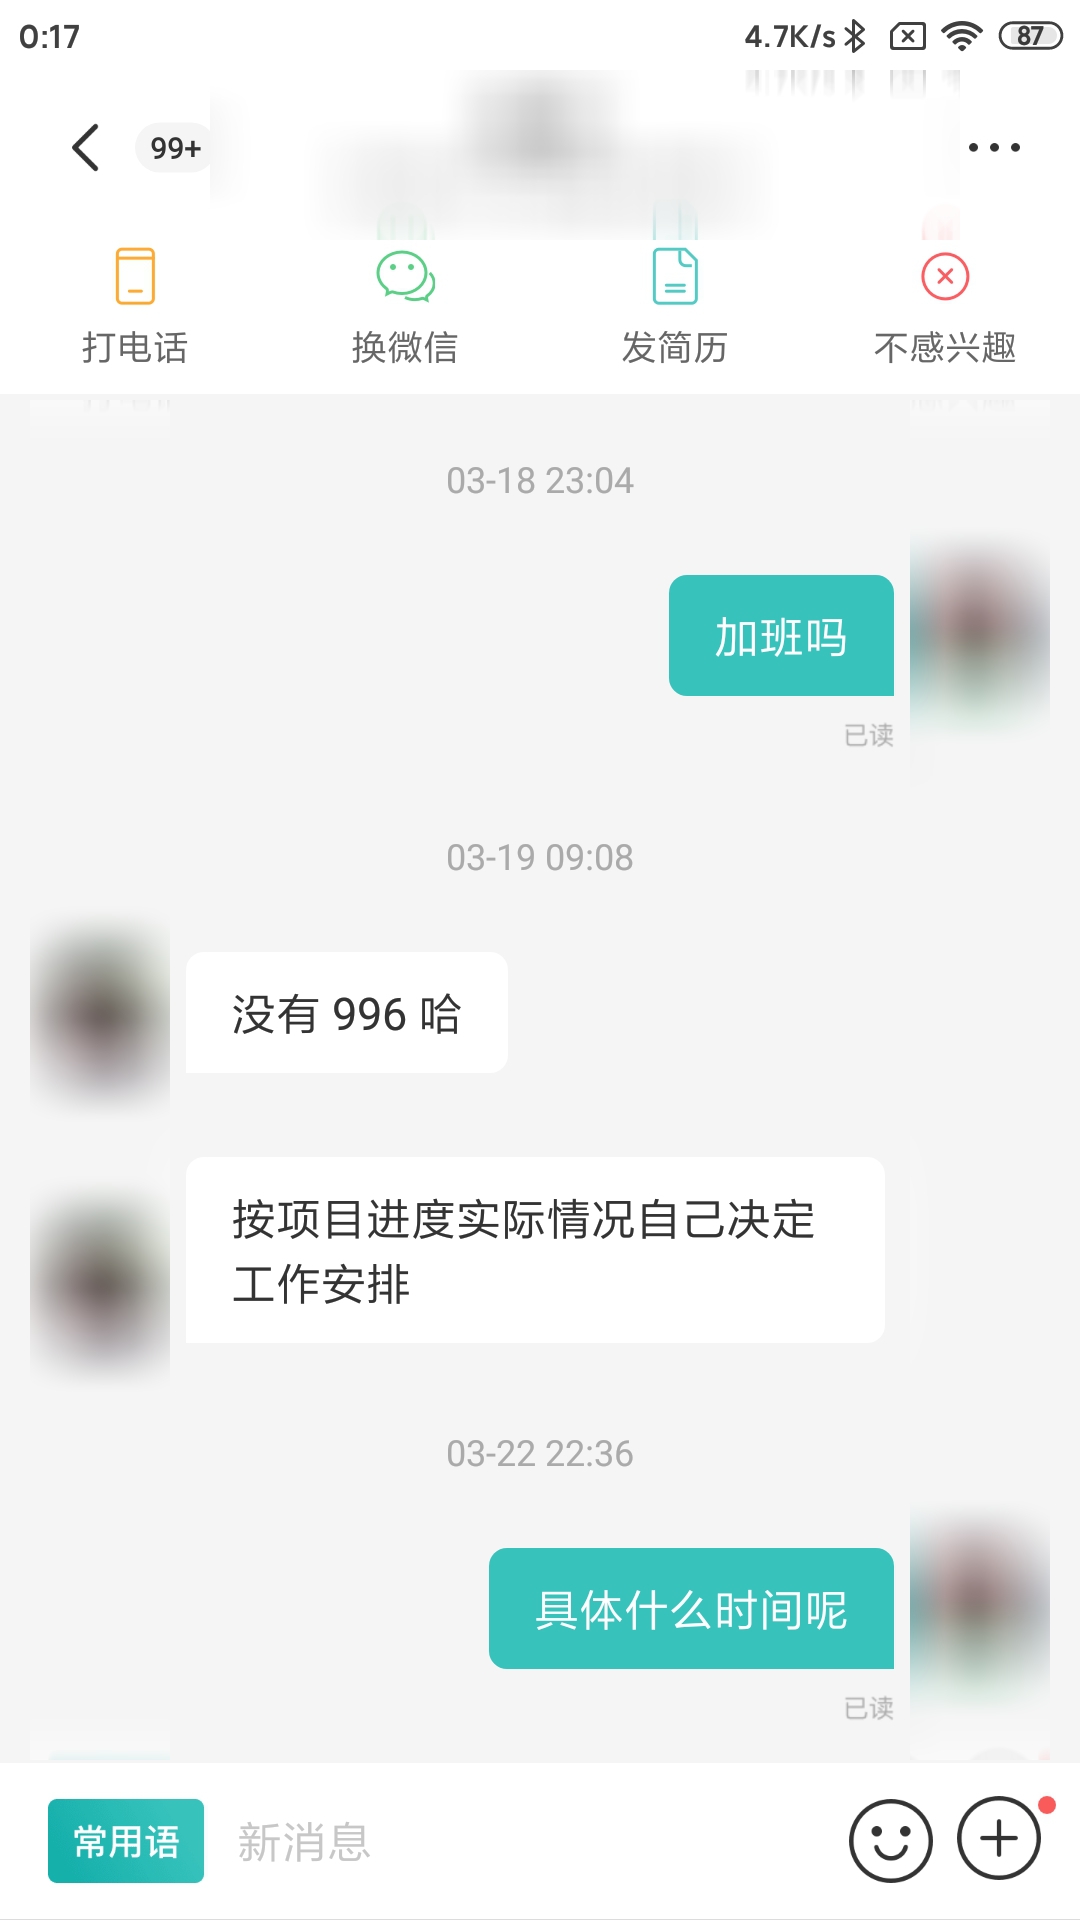 0:17 4.7K/s 87
99+
打电话 换微信 发简历 不感兴趣
03-18 23:04
加班吗
已读
03-19 09:08
没有 996 哈
按项目进度实际情况自己决定
工作安排
03-22 22:36
具体什么时间呢
已读
常用语 新消息